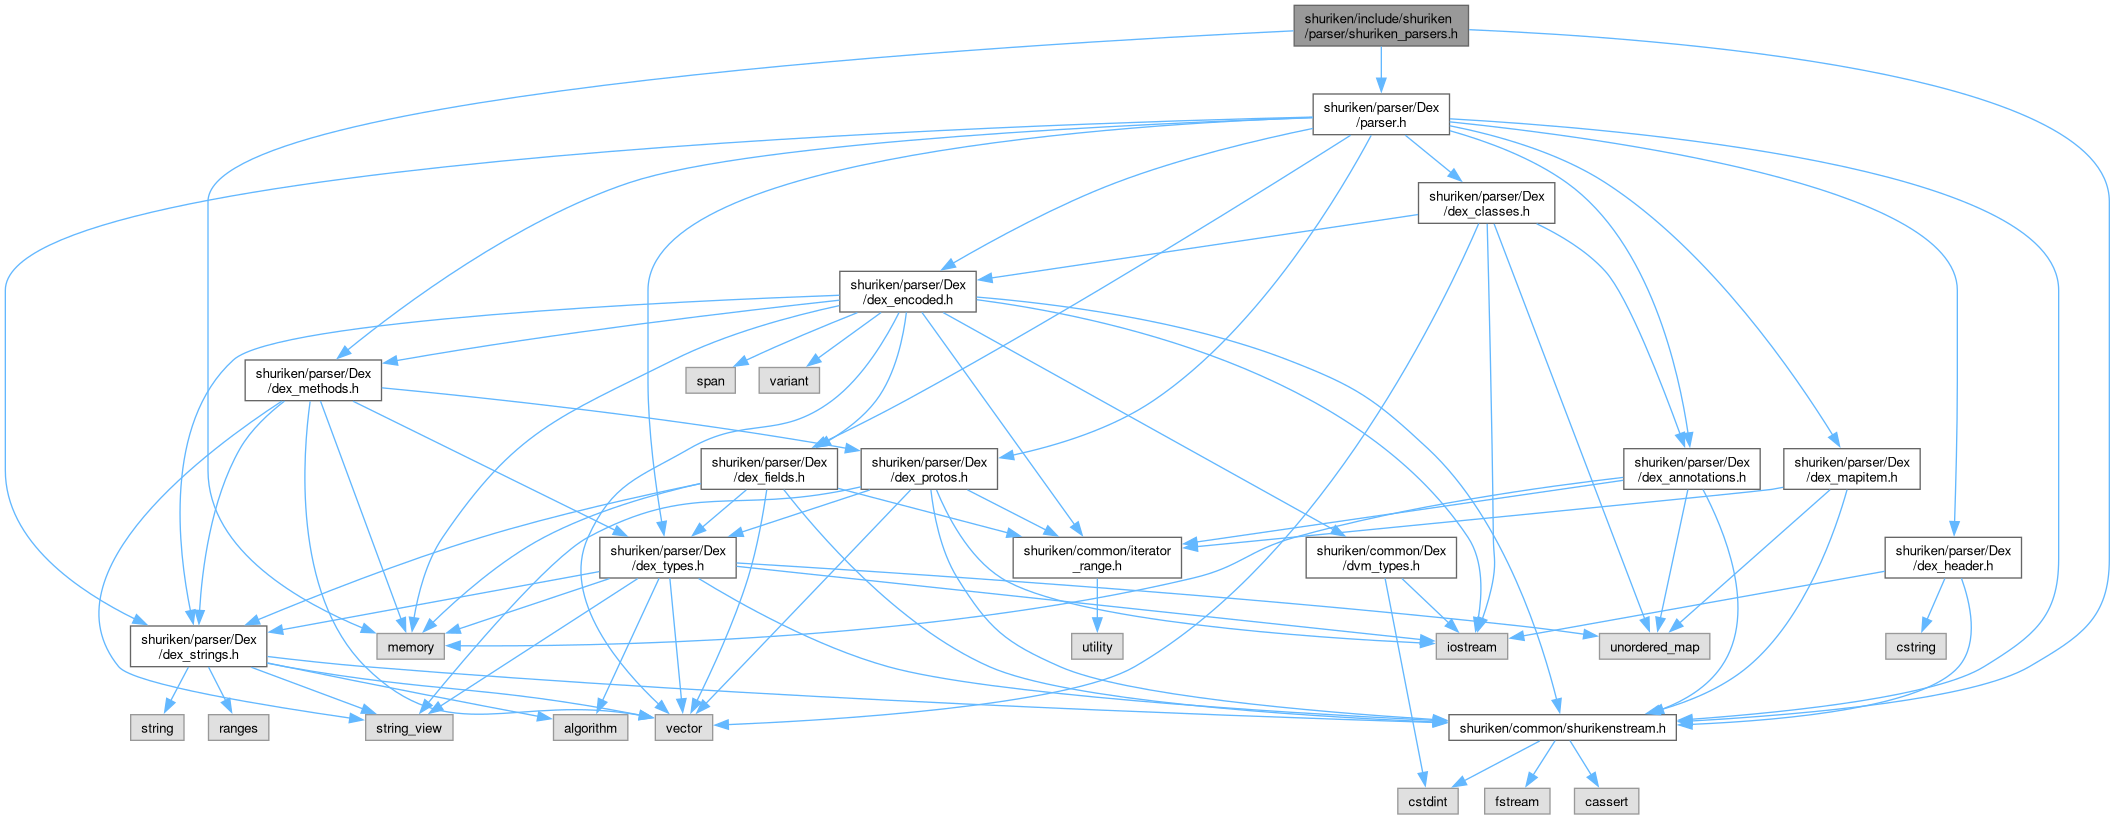 shuriken/include/shuriken
/parser/shuriken_parsers.h
shuriken/parser/Dex
/parser.h
shuriken/parser/Dex
/dex_classes.h
shuriken/parser/Dex
/dex_encoded.h
shuriken/parser/Dex
/dex_methods.h
span
variant
shuriken/parser/Dex
/dex_fields.h
shuriken/parser/Dex
/dex_protos.h
shuriken/parser/Dex
/dex_annotations.h
shuriken/parser/Dex
/dex_mapitem.h
shuriken/parser/Dex
/dex_types.h
shuriken/common/iterator
_range.h
shuriken/common/Dex
/dvm_types.h
shuriken/parser/Dex
/dex_header.h
shuriken/parser/Dex
/dex_strings.h
memory
utility
iostream
unordered_map
cstring
string
ranges
string_view
algorithm
vector
shuriken/common/shurikenstream.h
cstdint
fstream
cassert